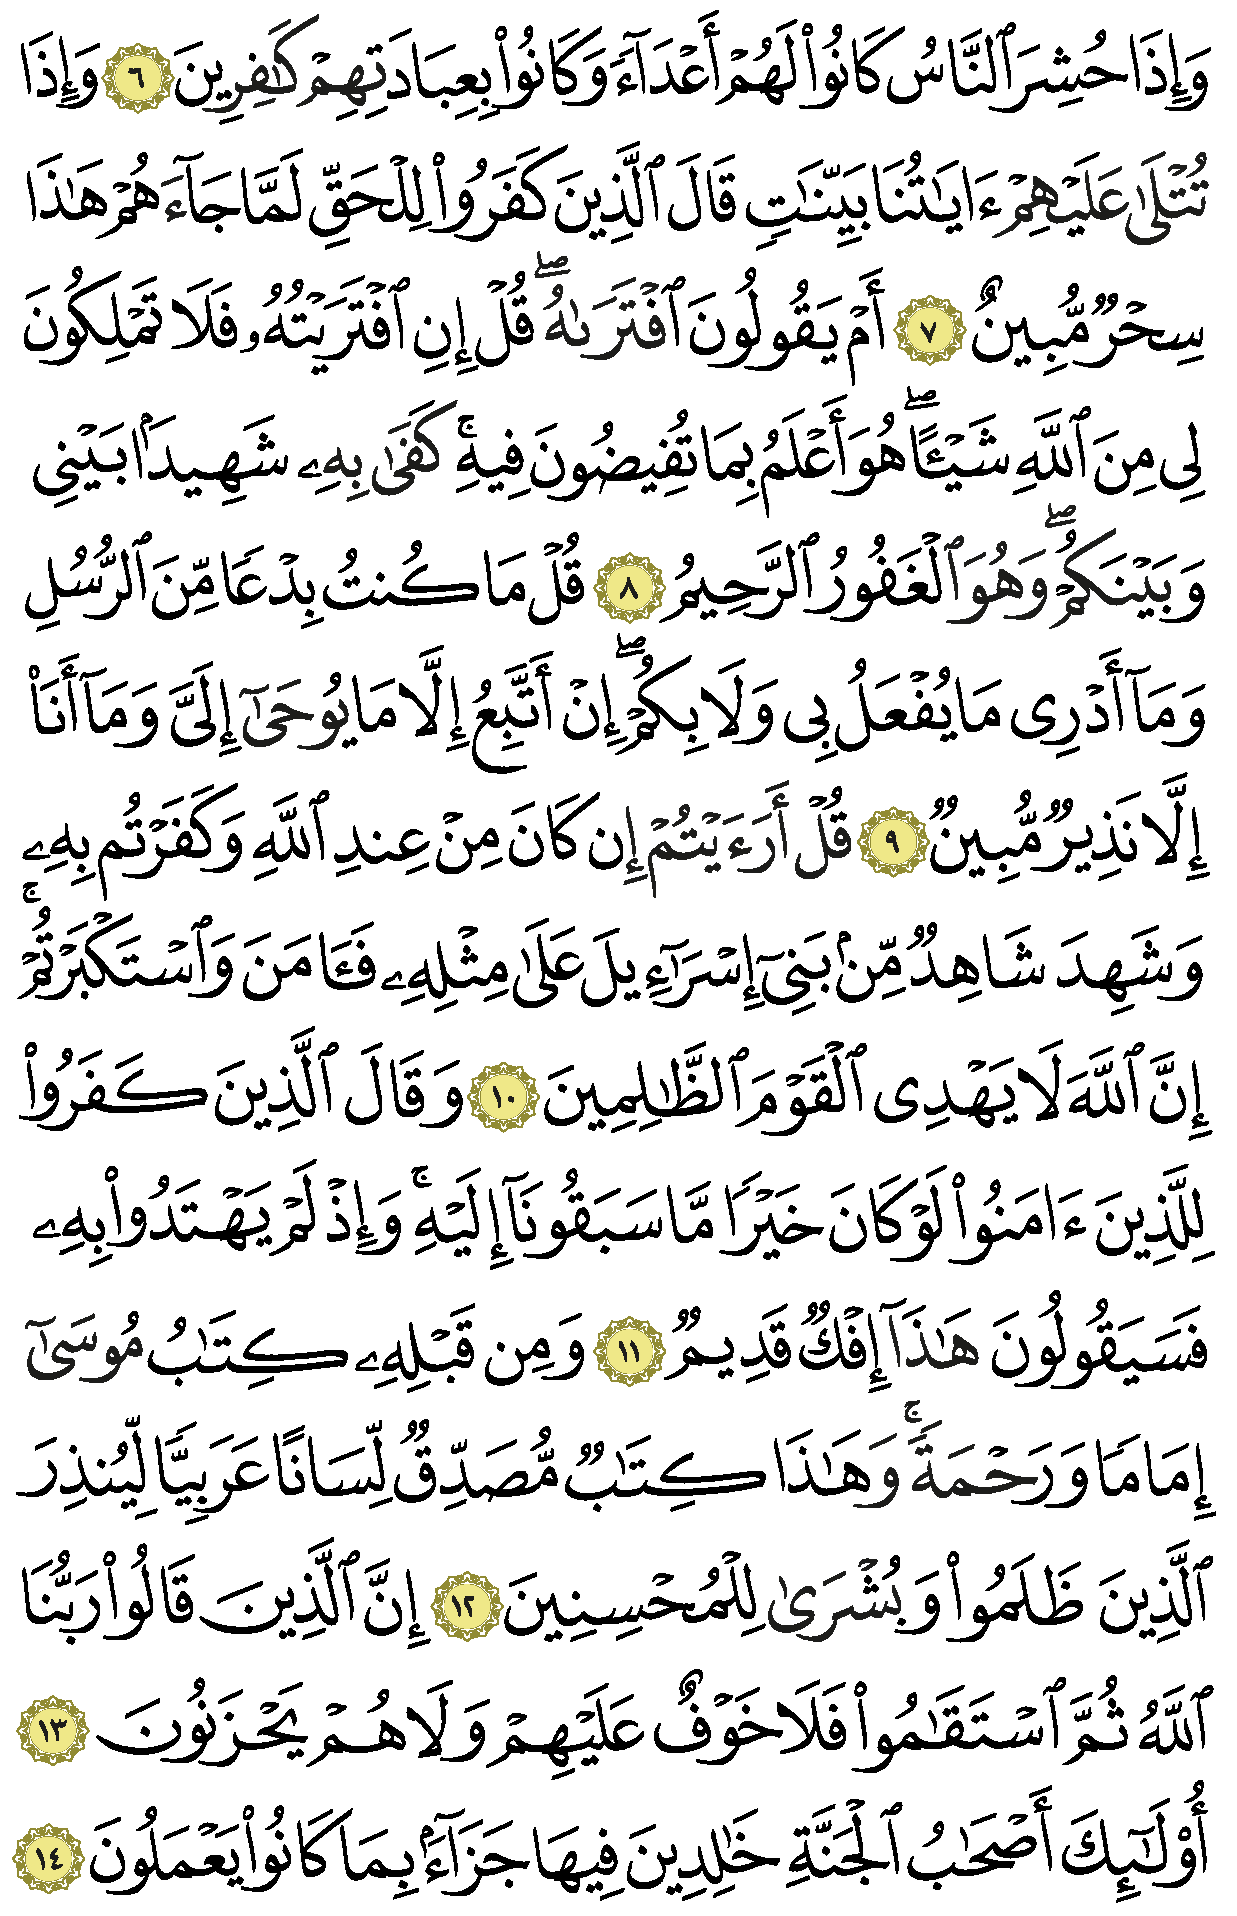 وَإِذَا حُشِرَ ٱلنَّاسُ كَانُوا۟ لَهُمْ أَعْدَآءً وَكَانُوا۟ بِعِبَادَتِهِمْ كَـٰفِرِينَ ٦ وَإِذَا
تُتْلَىٰ عَلَيْهِمْ ءَايَـٰتُنَا بَيِّنَـٰتٍ قَالَ ٱلَّذِينَ كَفَرُوا۟ لِلْحَقِّ لَمَّا جَآءَهُمْ هَـٰذَا
سِحْرٌ مُّبِينٌ ٧ أَمْ يَقُولُونَ ٱفْتَرَىٰهُ ۖ قُلْ إِنِ ٱفْتَرَيْتُهُۥ فَلَا تَمْلِكُونَ
لِى مِنَ ٱللَّهِ شَيْـًٔا ۖ هُوَ أَعْلَمُ بِمَا تُفِيضُونَ فِيهِ ۚ كَفَىٰ بِهِۦ شَهِيدًۢا بَيْنِى
وَبَيْنَكُمْ ۖ وَهُوَ ٱلْغَفُورُ ٱلرَّحِيمُ ٨ قُلْ مَا كُنتُ بِدْعًا مِّنَ ٱلرُّسُلِ
وَمَآ أَدْرِى مَا يُفْعَلُ بِى وَلَا بِكُمْ ۖ إِنْ أَتَّبِعُ إِلَّا مَا يُوحَىٰٓ إِلَىَّ وَمَآ أَنَا۠
إِلَّا نَذِيرٌ مُّبِينٌ ٩ قُلْ أَرَءَيْتُمْ إِن كَانَ مِنْ عِندِ ٱللَّهِ وَكَفَرْتُم بِهِۦ
وَشَهِدَ شَاهِدٌ مِّنۢ بَنِىٓ إِسْرَٰٓءِيلَ عَلَىٰ مِثْلِهِۦ فَـَٔامَنَ وَٱسْتَكْبَرْتُمْ ۚ
إِنَّ ٱللَّهَ لَا يَهْدِى ٱلْقَوْمَ ٱلظَّـٰلِمِينَ ١٠ وَقَالَ ٱلَّذِينَ كَفَرُوا۟
لِلَّذِينَ ءَامَنُوا۟ لَوْ كَانَ خَيْرًا مَّا سَبَقُونَآ إِلَيْهِ ۚ وَإِذْ لَمْ يَهْتَدُوا۟ بِهِۦ
فَسَيَقُولُونَ هَـٰذَآ إِفْكٌ قَدِيمٌ ١١ وَمِن قَبْلِهِۦ كِتَـٰبُ مُوسَىٰٓ
إِمَامًا وَرَحْمَةً ۚ وَهَـٰذَا كِتَـٰبٌ مُّصَدِّقٌ لِّسَانًا عَرَبِيًّا لِّيُنذِرَ
ٱلَّذِينَ ظَلَمُوا۟ وَبُشْرَىٰ لِلْمُحْسِنِينَ ١٢ إِنَّ ٱلَّذِينَ قَالُوا۟ رَبُّنَا
ٱللَّهُ ثُمَّ ٱسْتَقَـٰمُوا۟ فَلَا خَوْفٌ عَلَيْهِمْ وَلَا هُمْ يَحْزَنُونَ ١٣
أُو۟لَـٰٓئِكَ أَصْحَـٰبُ ٱلْجَنَّةِ خَـٰلِدِينَ فِيهَا جَزَآءًۢ بِمَا كَانُوا۟ يَعْمَلُونَ ١٤